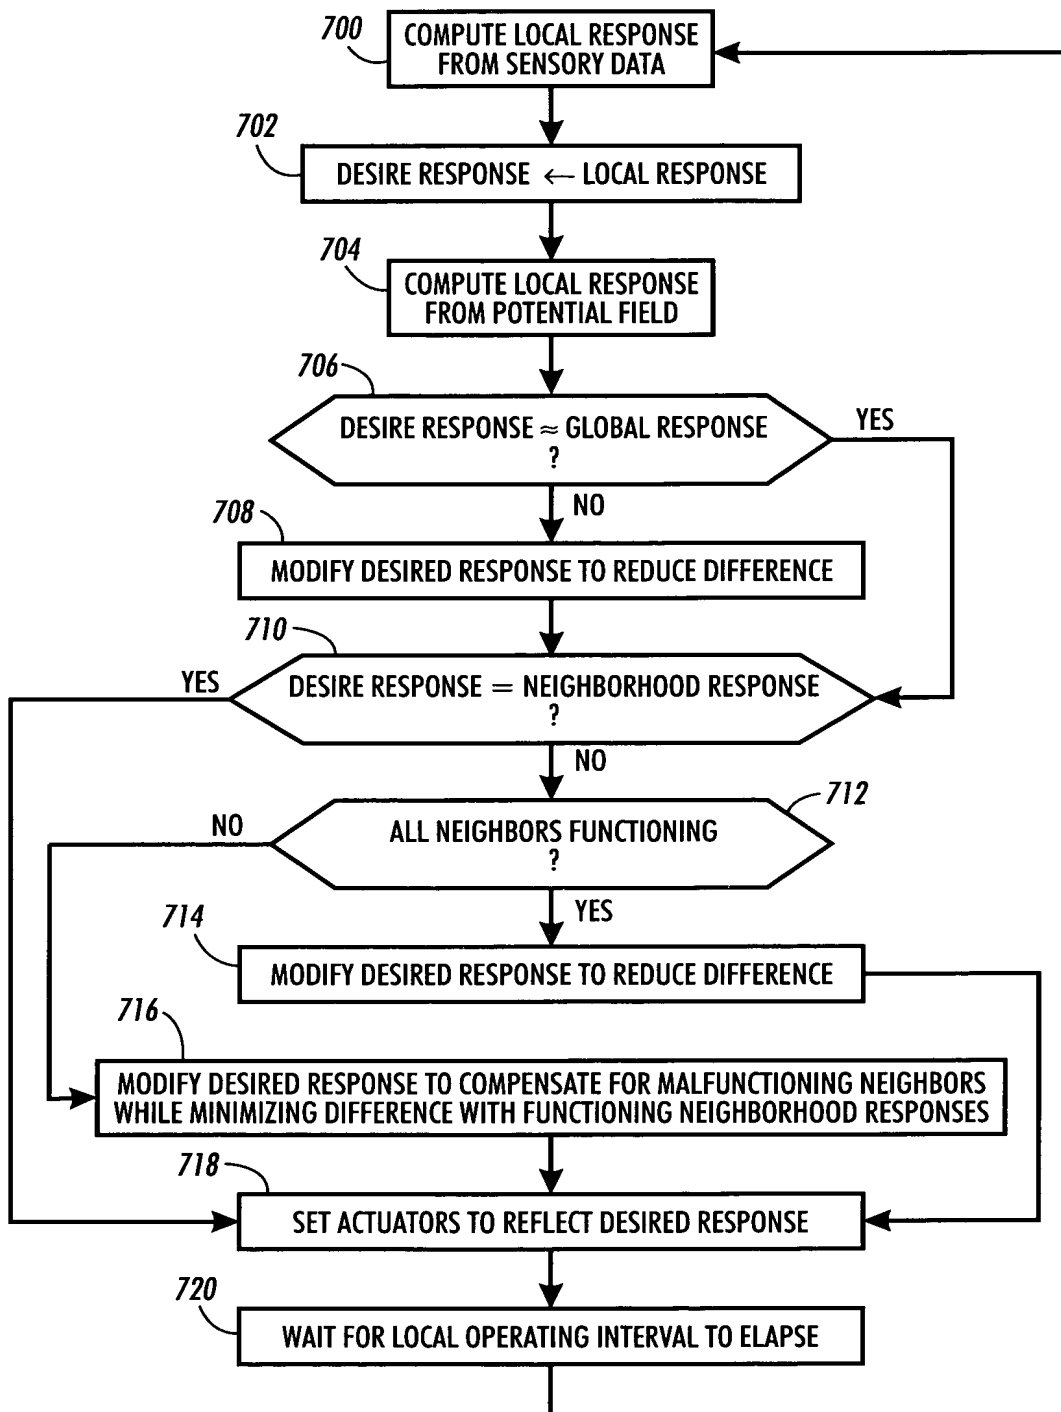 700
COMPUTE LOCAL RESPONSE
FROM SENSORY DATA
702
DESIRE RESPONSE ← LOCAL RESPONSE
704
COMPUTE LOCAL RESPONSE
FROM POTENTIAL FIELD
706
DESIRE RESPONSE ≈ GLOBAL RESPONSE
?
YES
NO
708
MODIFY DESIRED RESPONSE TO REDUCE DIFFERENCE
710
YES
DESIRE RESPONSE = NEIGHBORHOOD RESPONSE
?
NO
712
NO
ALL NEIGHBORS FUNCTIONING
?
YES
714
MODIFY DESIRED RESPONSE TO REDUCE DIFFERENCE
716
MODIFY DESIRED RESPONSE TO COMPENSATE FOR MALFUNCTIONING NEIGHBORS
WHILE MINIMIZING DIFFERENCE WITH FUNCTIONING NEIGHBORHOOD RESPONSES
718
SET ACTUATORS TO REFLECT DESIRED RESPONSE
720
WAIT FOR LOCAL OPERATING INTERVAL TO ELAPSE